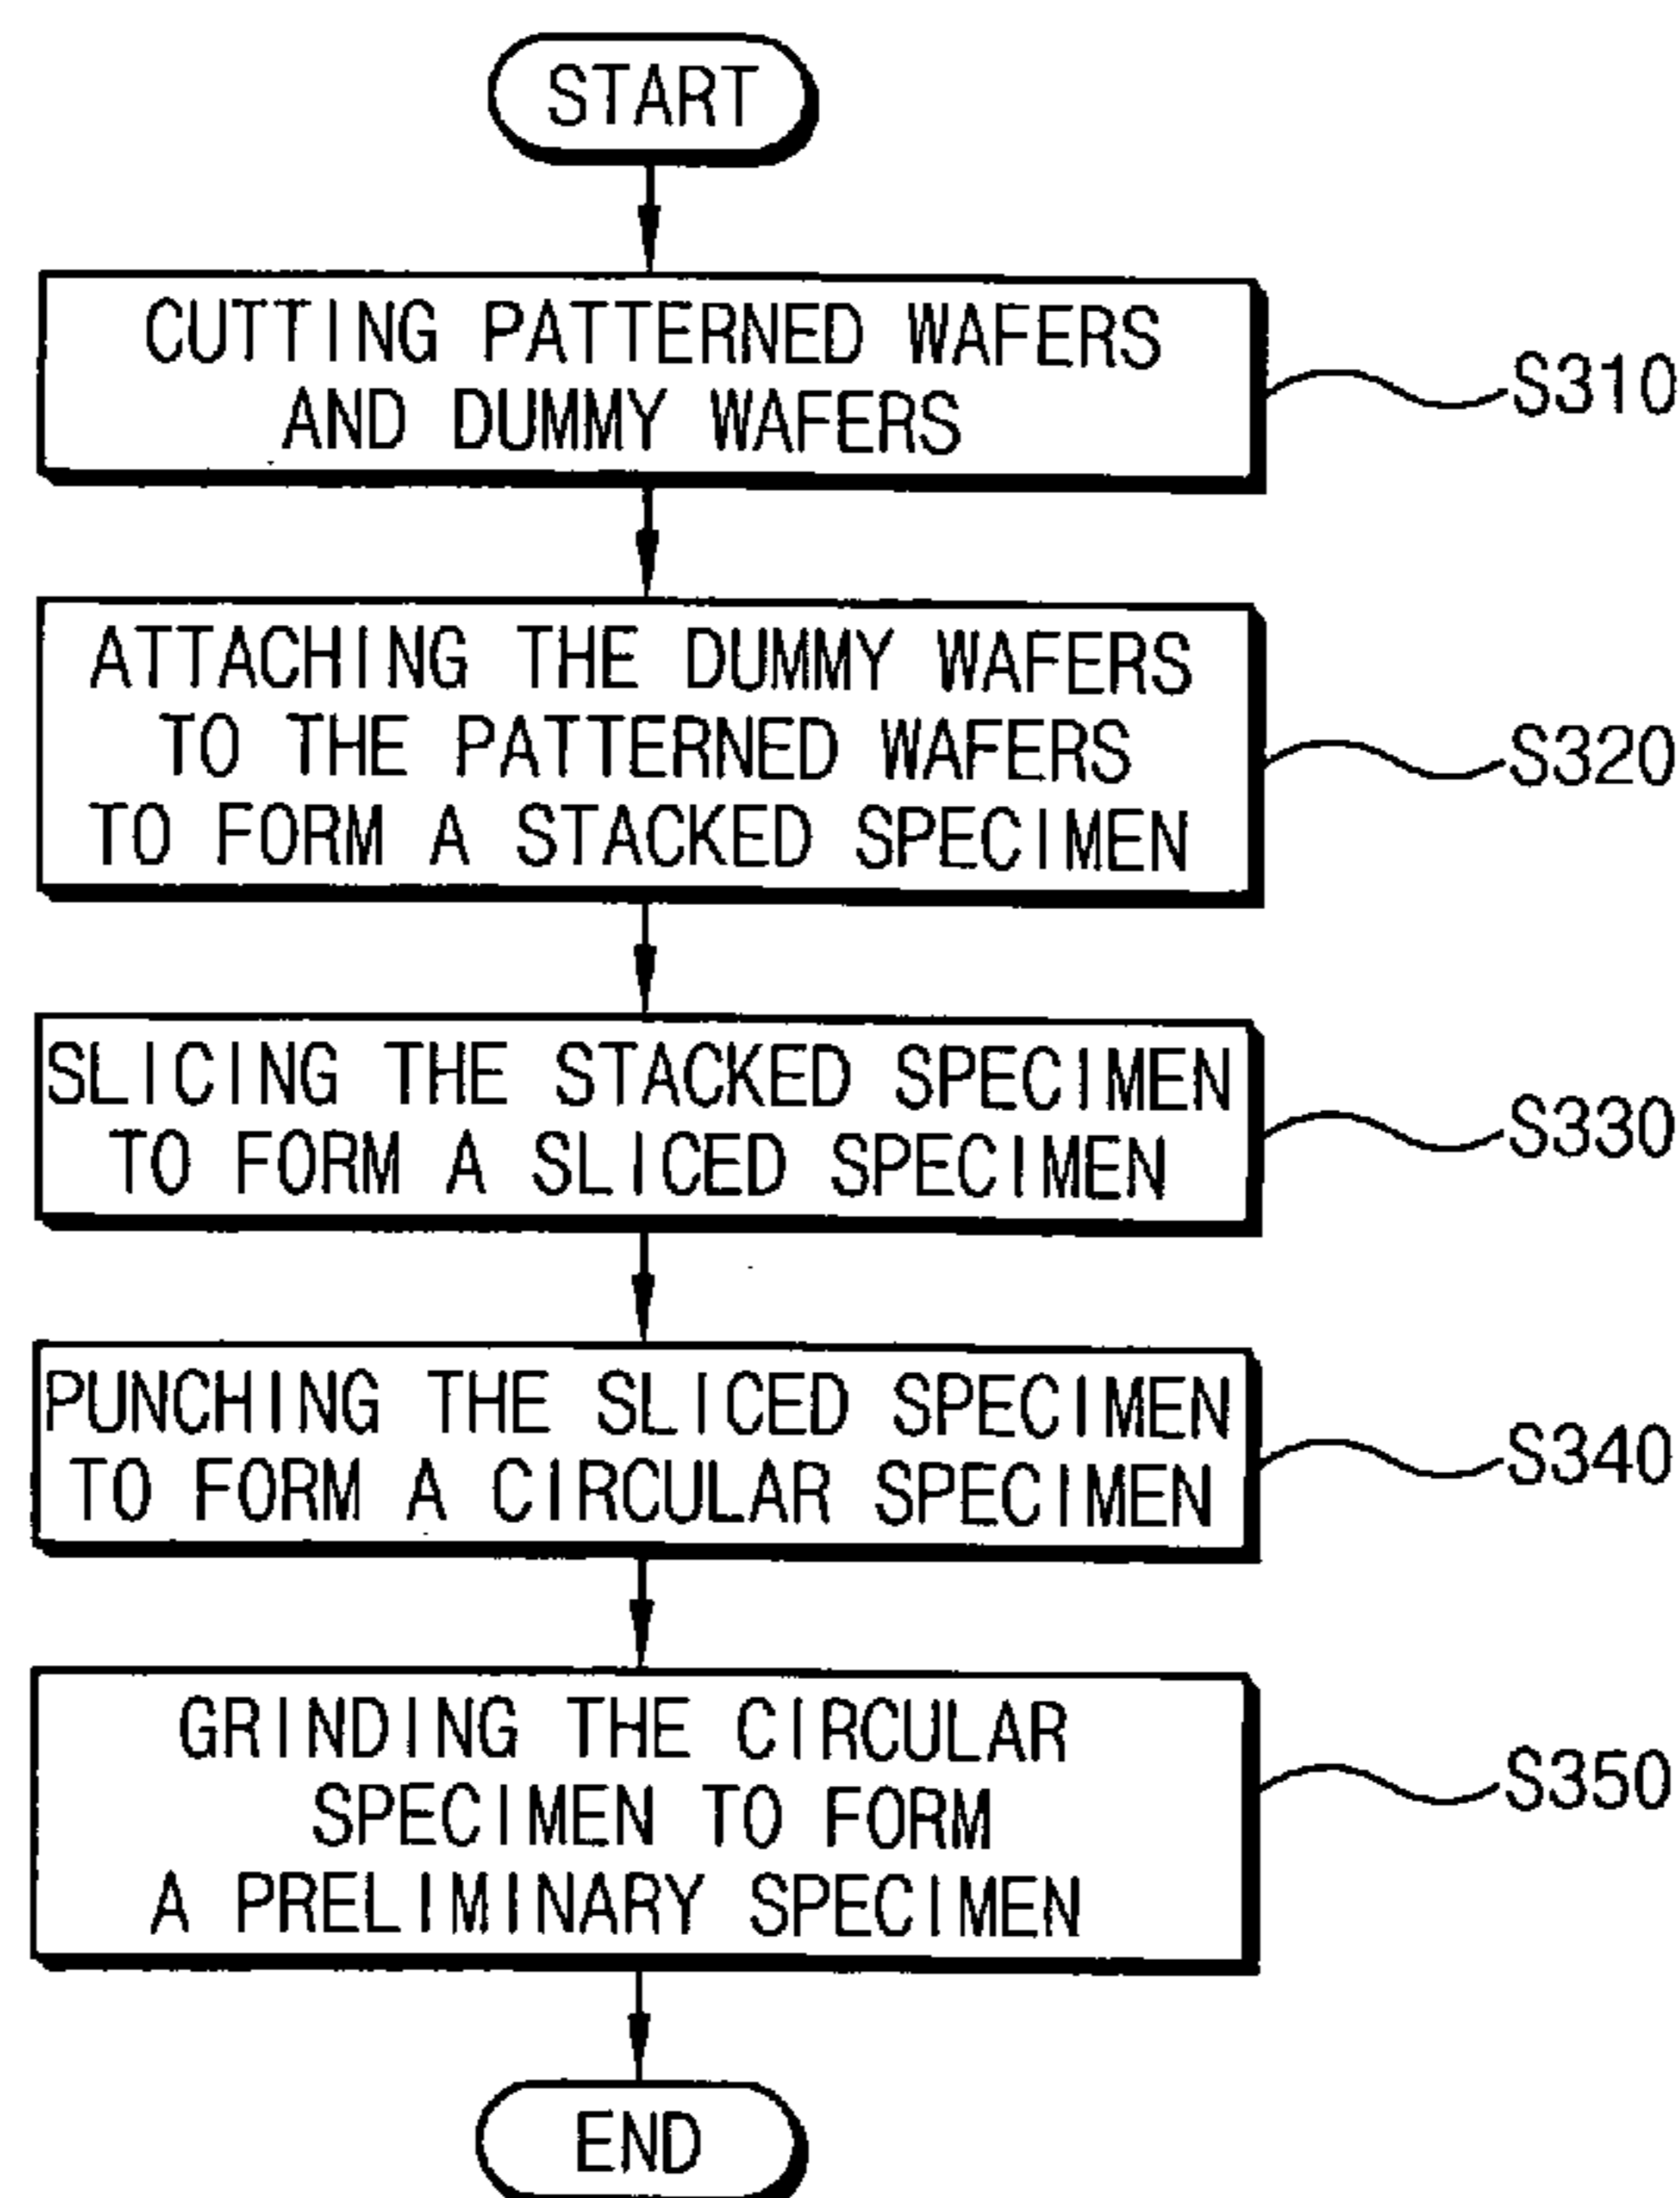 START
CUTTING PATTERNED WAFERS
AND DUMMY WAFERS
S310
ATTACHING THE DUMMY WAFERS
TO THE PATTERNED WAFERS
TO FORM A STACKED SPECIMEN
S320
SLICING THE STACKED SPECIMEN
TO FORM A SLICED SPECIMEN
S330
PUNCHING THE SLICED SPECIMEN
TO FORM A CIRCULAR SPECIMEN
S340
GRINDING THE CIRCULAR
SPECIMEN TO FORM
A PRELIMINARY SPECIMEN
S350
END